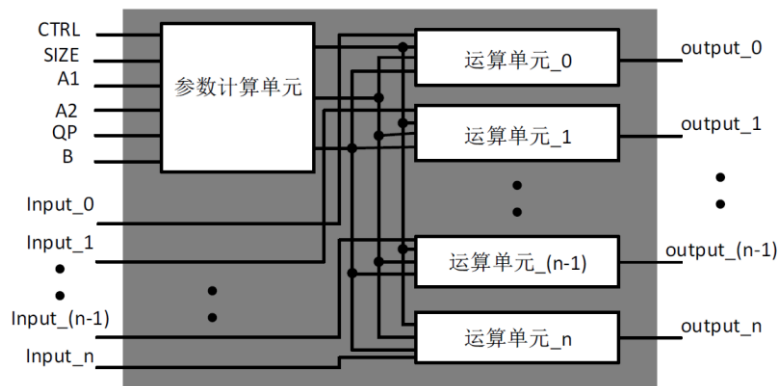 CTRL
SIZE
A1
A2
QP
B
参数计算单元
Input_0
Input_1
Input_(n-1)
Input_n
运算单元_0
运算单元_1
运算单元_(n-1)
运算单元_n
output_0
output_1
output_(n-1)
output_n